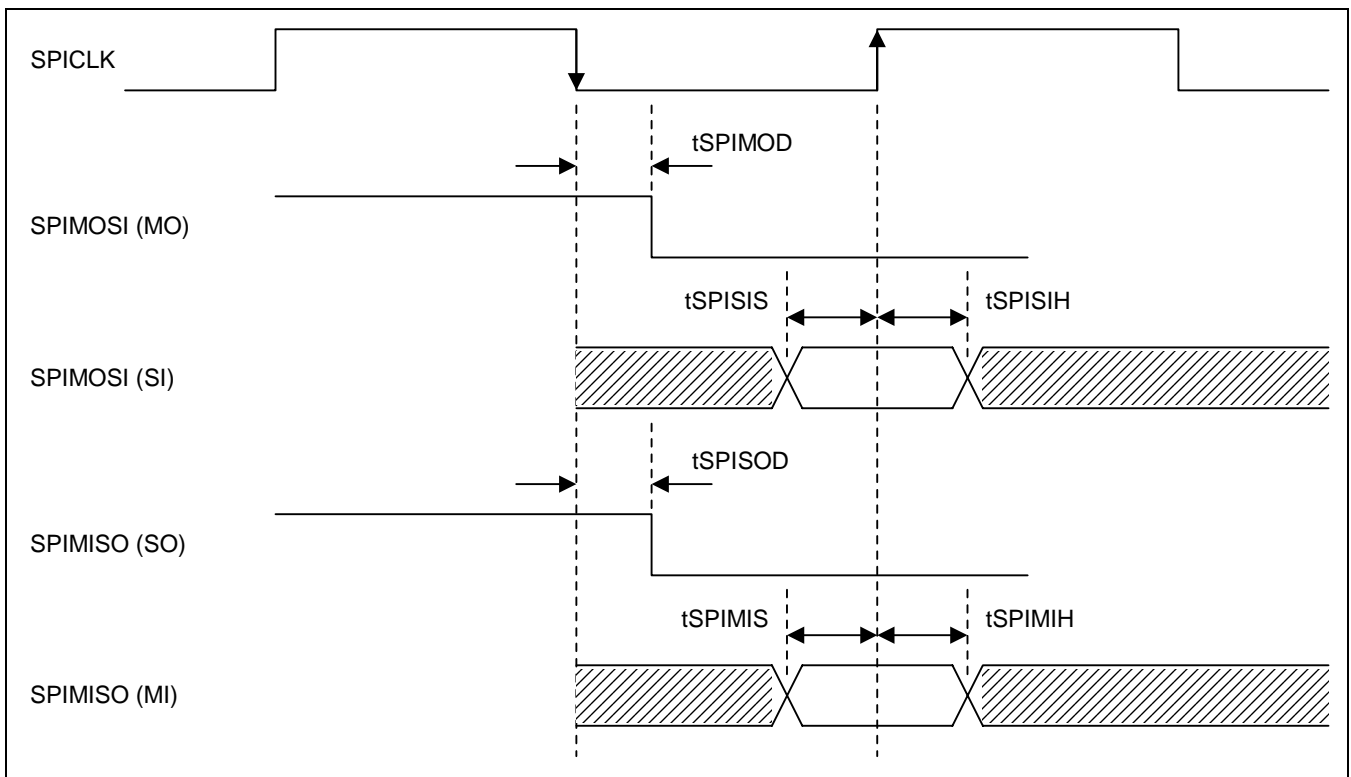 SPICLK
tSPIMOD
SPIMOSI (MO)
tSPISIS
tSPISIH
SPIMOSI (SI)
tSPISOD
SPIMISO (SO)
tSPIMIS
tSPIMIH
SPIMISO (MI)